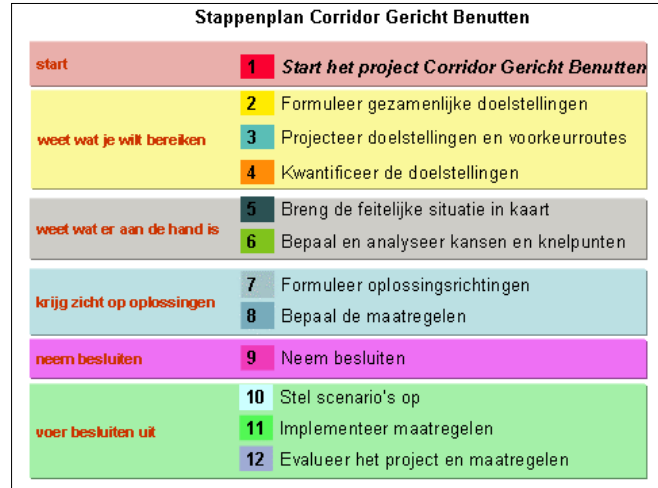 Stappenplan Corridor Gericht Benutten
start
1 Start het project Corridor Gericht Benutten
weet wat je wilt bereiken
2 Formuleer gezamenlijke doelstellingen
3 Projecteer doelstellingen en voorkeurroutes
4 Kwantificeer de doelstellingen
weet wat er aan de hand is
5 Breng de feitelijke situatie in kaart
6 Bepaal en analyseer kansen en knelpunten
krijg zicht op oplossingen
7 Formuleer oplossingsrichtingen
8 Bepaal de maatregelen
neem besluiten
9 Neem besluiten
voer besluiten uit
10 Stel scenario's op
11 Implementeer maatregelen
12 Evalueer het project en maatregelen